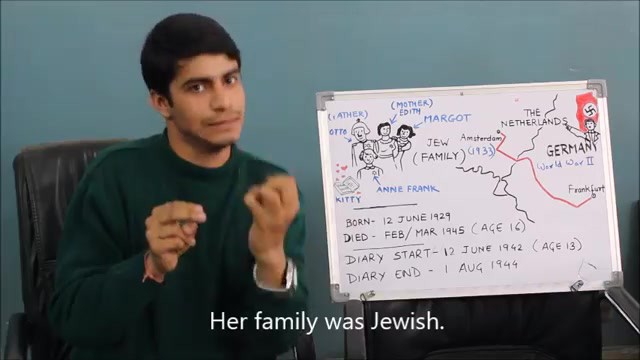 (FATHER)
OTTO
(MOTHER)
EDITH
MARGOT
ANNE FRANK
KITTY
JEW
(FAMILY)
THE
NETHERLANDS
Amsterdam
(1933)
GERMANY
World War II
Frankfurt
BORN- 12 JUNE 1929
DIED - FEB/ MAR 1945 (AGE 16)
DIARY START- 12 JUNE 1942 (AGE 13)
DIARY END - 1 AUG 1944
Her family was Jewish.